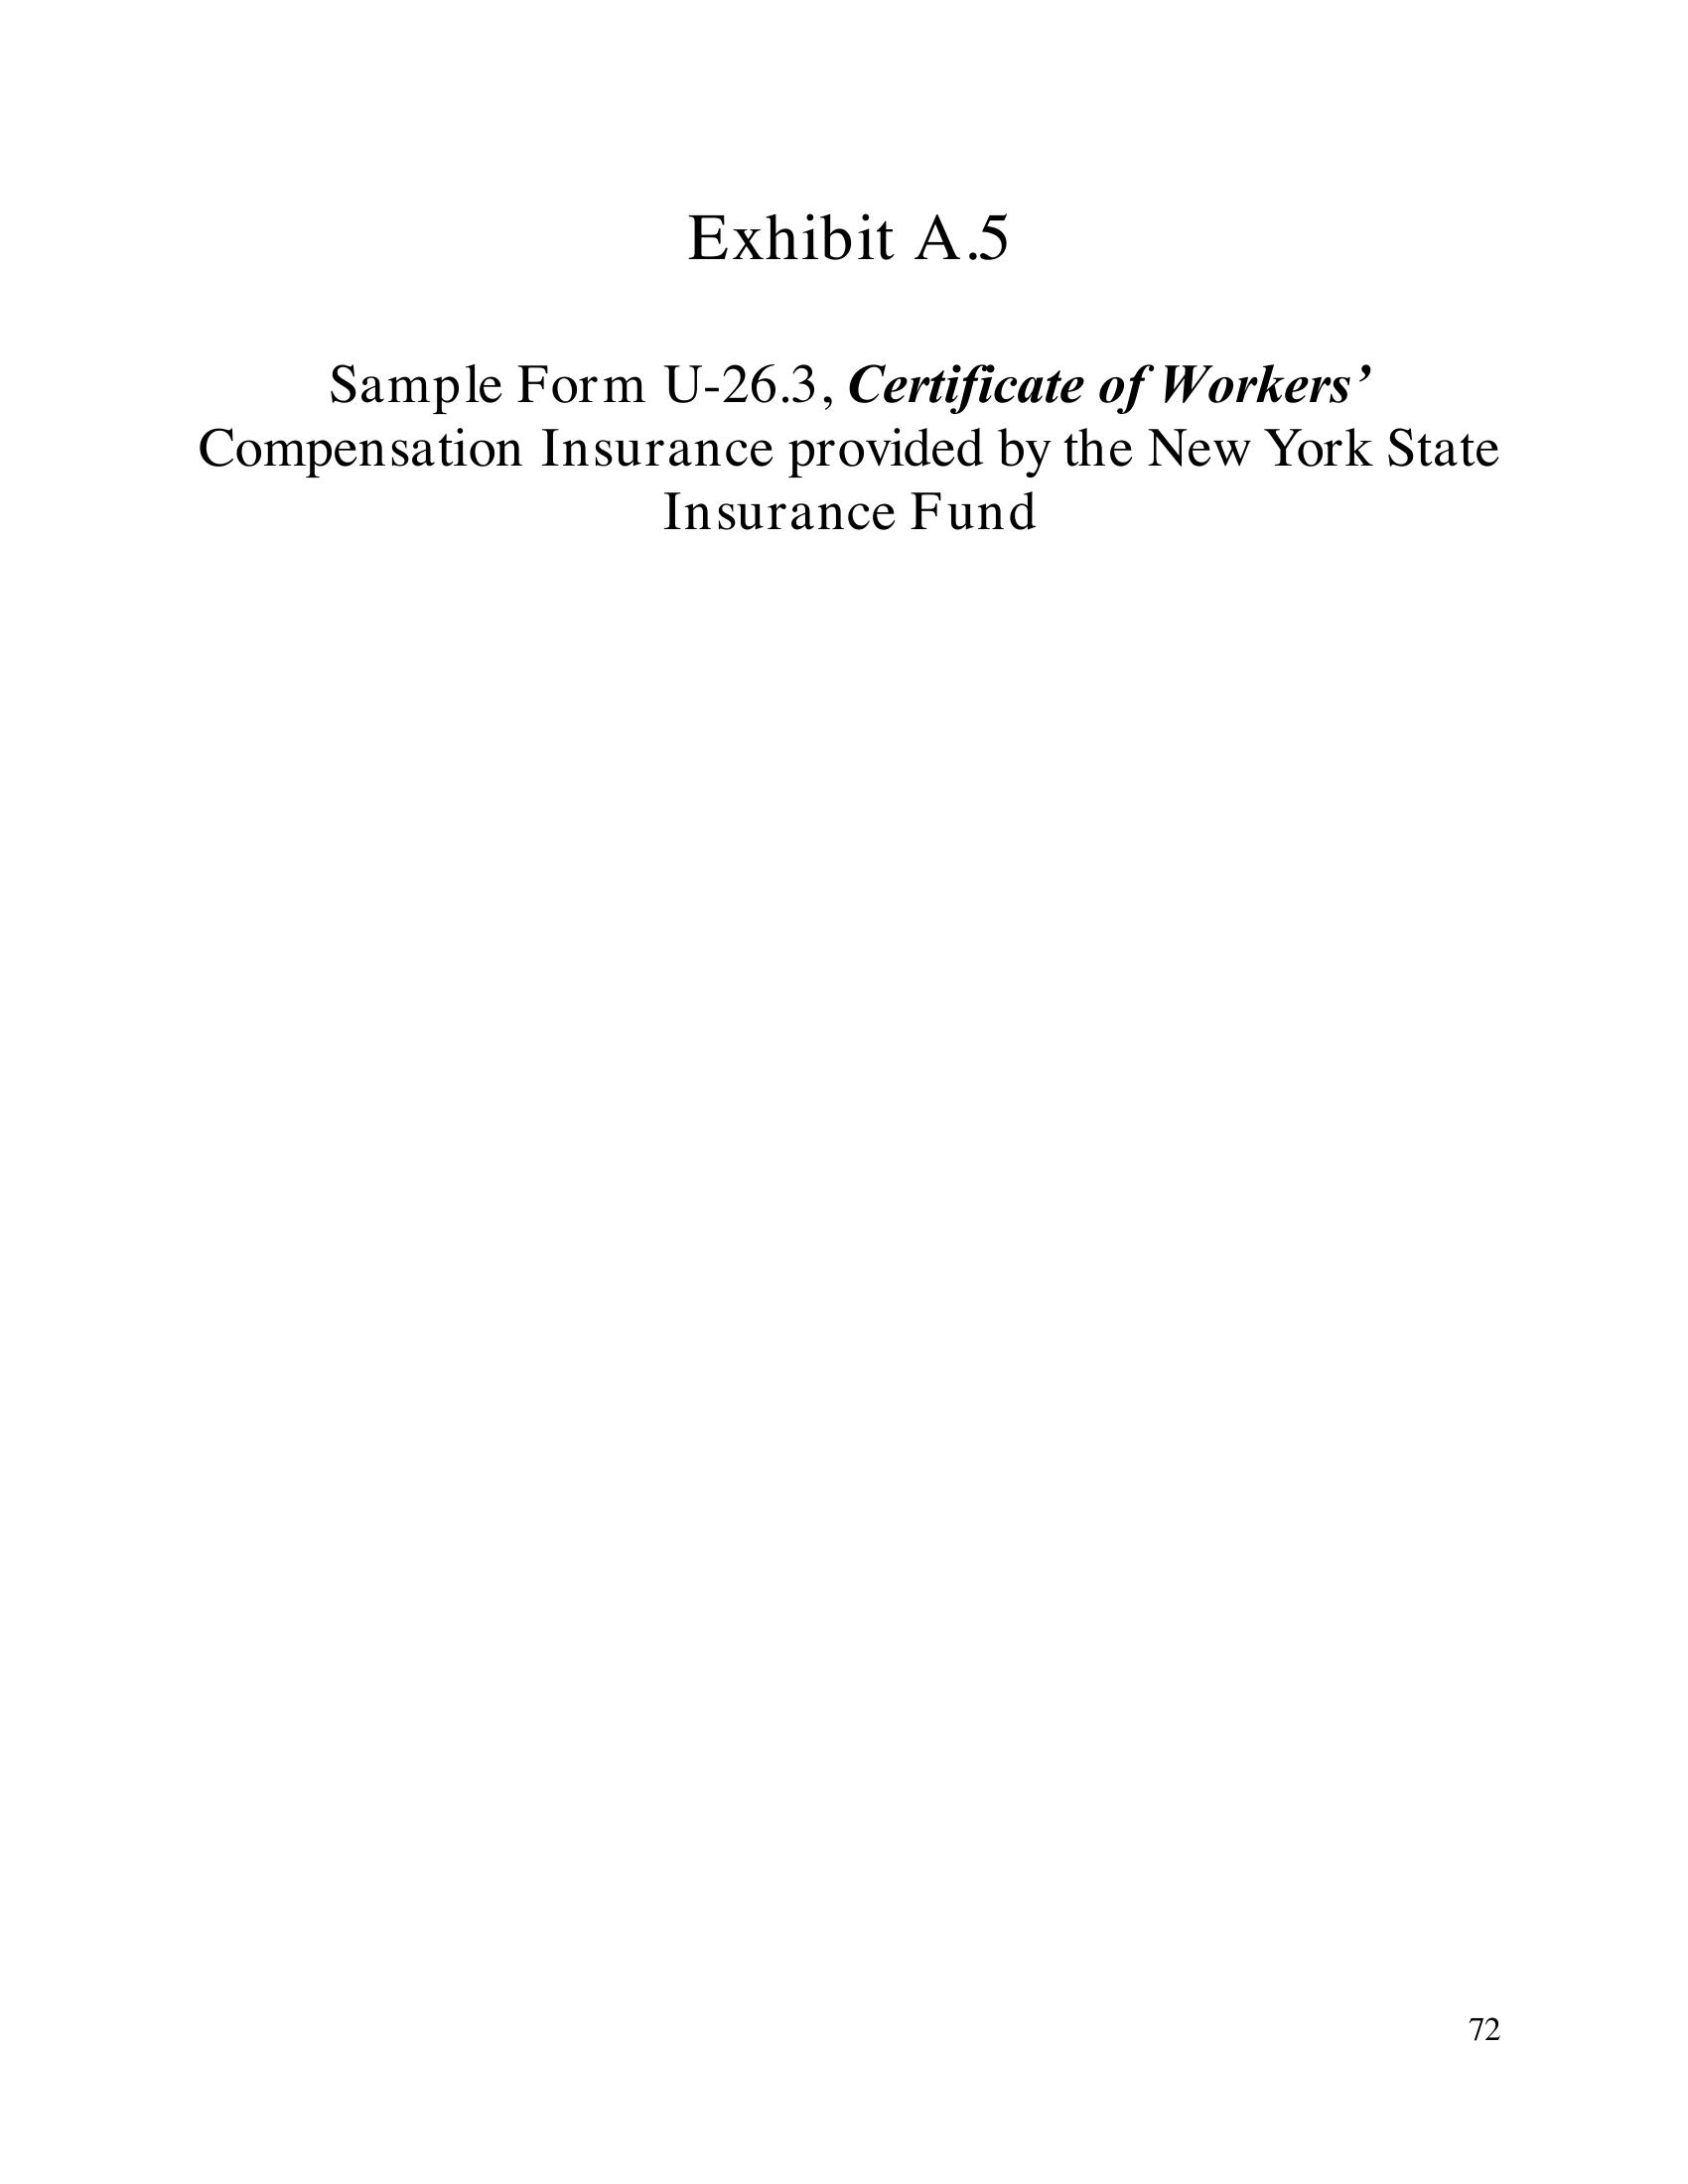 Exhibit A.5
Sample Form U-26.3, Certificate of Workers’
Compensation Insurance provided by the New York State
Insurance Fund
72